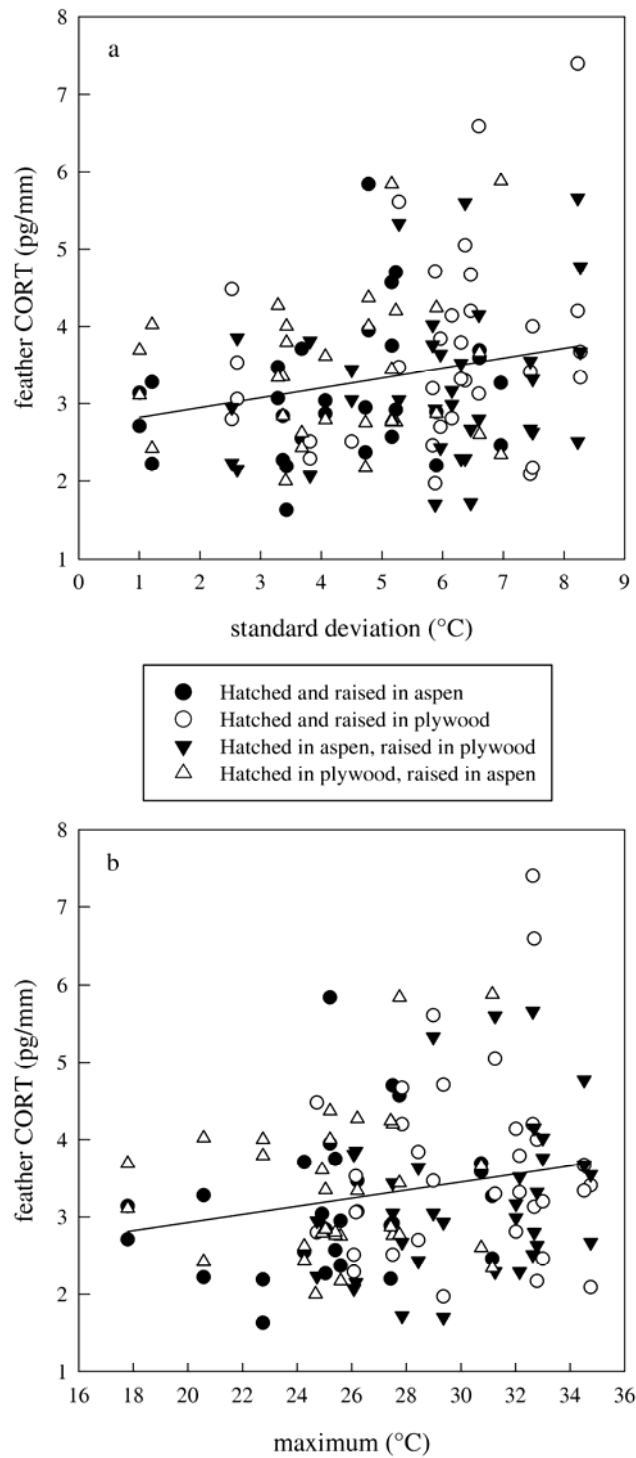 8
a
7
6
5
4
3
2
1
feather CORT (pg/mm)
0 1 2 3 4 5 6 7 8 9
standard deviation (°C)
Hatched and raised in aspen
Hatched and raised in plywood
Hatched in aspen, raised in plywood
Hatched in plywood, raised in aspen
8
b
7
6
5
4
3
2
1
feather CORT (pg/mm)
16 18 20 22 24 26 28 30 32 34 36
maximum (°C)